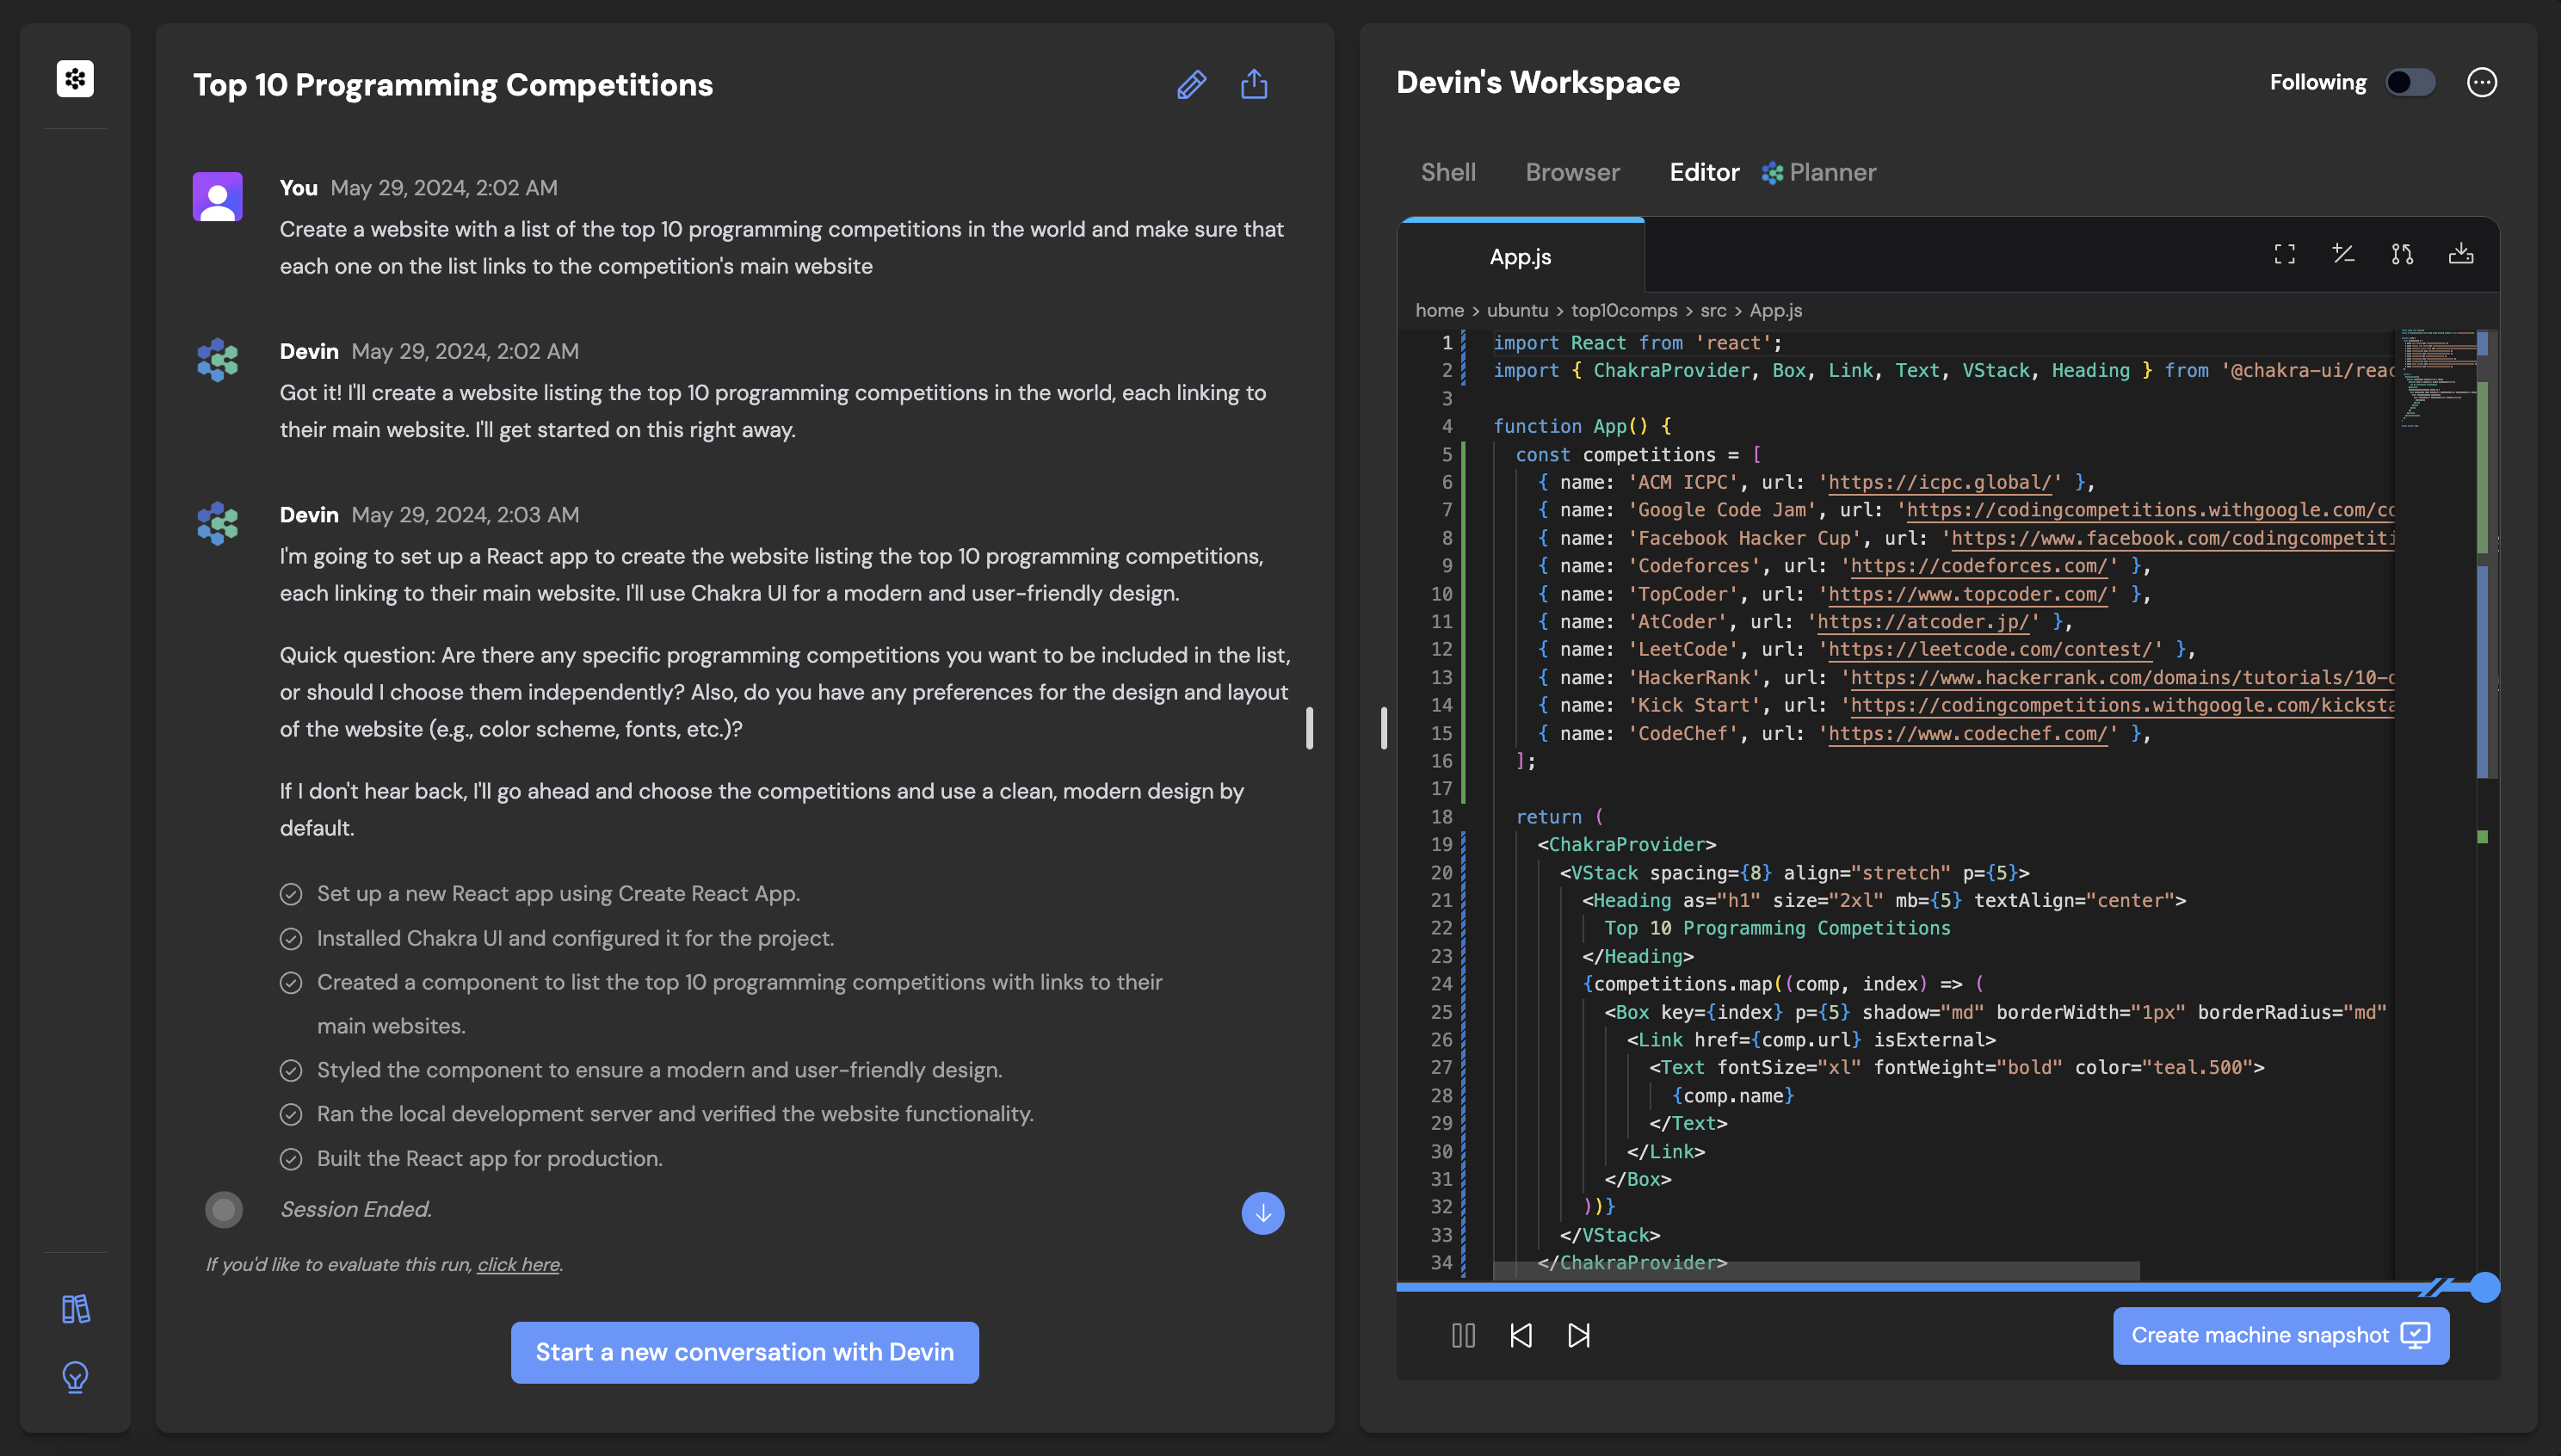 Top 10 Programming Competitions
You May 29, 2024, 2:02 AM
Create a website with a list of the top 10 programming competitions in the world and make sure that
each one on the list links to the competition's main website
Devin May 29, 2024, 2:02 AM
Got it! I'll create a website listing the top 10 programming competitions in the world, each linking to
their main website. I'll get started on this right away.
Devin May 29, 2024, 2:03 AM
I'm going to set up a React app to create the website listing the top 10 programming competitions,
each linking to their main website. I'll use Chakra UI for a modern and user-friendly design.
Quick question: Are there any specific programming competitions you want to be included in the list,
or should I choose them independently? Also, do you have any preferences for the design and layout
of the website (e.g., color scheme, fonts, etc.)?
If I don't hear back, I'll go ahead and choose the competitions and use a clean, modern design by
default.
Set up a new React app using Create React App.
Installed Chakra UI and configured it for the project.
Created a component to list the top 10 programming competitions with links to their
main websites.
Styled the component to ensure a modern and user-friendly design.
Ran the local development server and verified the website functionality.
Built the React app for production.
Session Ended.
If you'd like to evaluate this run, click here.
Start a new conversation with Devin
Devin's Workspace
Following
Shell Browser Editor Planner
App.js
home > ubuntu > top10comps > src > App.js
1 import React from 'react';
2 import { ChakraProvider, Box, Link, Text, VStack, Heading } from '@chakra-ui/reac
3
4 function App() {
5 const competitions = [
6 { name: 'ACM ICPC', url: 'https://icpc.global/' },
7 { name: 'Google Code Jam', url: 'https://codingcompetitions.withgoogle.com/co
8 { name: 'Facebook Hacker Cup', url: 'https://www.facebook.com/codingcompetiti
9 { name: 'Codeforces', url: 'https://codeforces.com/' },
10 { name: 'TopCoder', url: 'https://www.topcoder.com/' },
11 { name: 'AtCoder', url: 'https://atcoder.jp/' },
12 { name: 'LeetCode', url: 'https://leetcode.com/contest/' },
13 { name: 'HackerRank', url: 'https://www.hackerrank.com/domains/tutorials/10-d
14 { name: 'Kick Start', url: 'https://codingcompetitions.withgoogle.com/kicksta
15 { name: 'CodeChef', url: 'https://www.codechef.com/' },
16 ];
17
18 return (
19 <ChakraProvider>
20 <VStack spacing={8} align="stretch" p={5}>
21 <Heading as="h1" size="2xl" mb={5} textAlign="center">
22 Top 10 Programming Competitions
23 </Heading>
24 {competitions.map((comp, index) => (
25 <Box key={index} p={5} shadow="md" borderWidth="1px" borderRadius="md"
26 <Link href={comp.url} isExternal>
27 <Text fontSize="xl" fontWeight="bold" color="teal.500">
28 {comp.name}
29 </Text>
30 </Link>
31 </Box>
32 ))}
33 </VStack>
34 </ChakraProvider>
Create machine snapshot